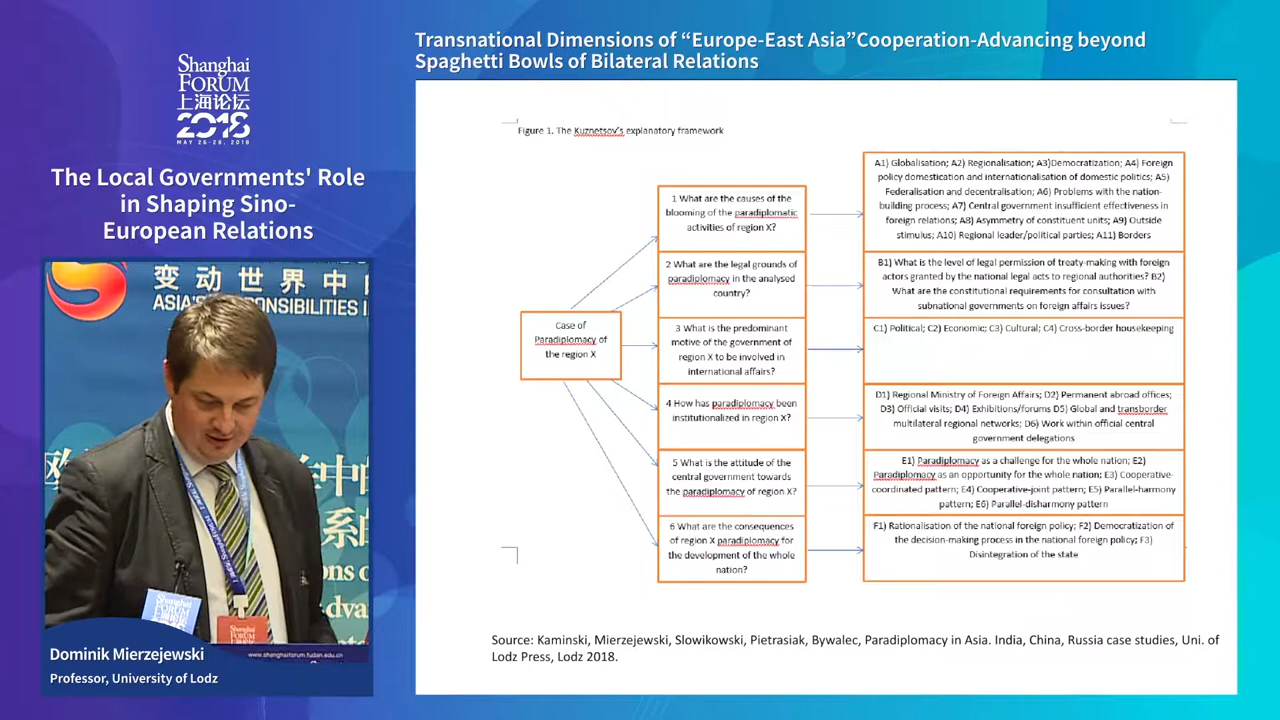 Transnational Dimensions of “Europe-East Asia”Cooperation-Advancing beyond
Spaghetti Bowls of Bilateral Relations
Shanghai
FORUM
上海论坛
2018
MAY 26-28, 2018
The Local Governments' Role
in Shaping Sino-
European Relations
Figure 1. The Kuznetsov's explanatory framework
Case of
Paradiplomacy of
the region X
1 What are the causes of the
blooming of the paradiplomatic
activities of region X?
2 What are the legal grounds of
paradiplomacy in the analysed
country?
3 What is the predominant
motive of the government of
region X to be involved in
international affairs?
4 How has paradiplomacy been
institutionalized in region X?
5 What is the attitude of the
central government towards
the paradiplomacy of region X?
6 What are the consequences
of region X paradiplomacy for
the development of the whole
nation?
A1) Globalisation; A2) Regionalisation; A3)Democratization; A4) Foreign
policy domestication and internationalisation of domestic politics; A5)
Federalisation and decentralisation; A6) Problems with the nation-
building process; A7) Central government insufficient effectiveness in
foreign relations; A8) Asymmetry of constituent units; A9) Outside
stimulus; A10) Regional leader/political parties; A11) Borders
B1) What is the level of legal permission of treaty-making with foreign
actors granted by the national legal acts to regional authorities? B2)
What are the constitutional requirements for consultation with
subnational governments on foreign affairs issues?
C1) Political; C2) Economic; C3) Cultural; C4) Cross-border housekeeping
D1) Regional Ministry of Foreign Affairs; D2) Permanent abroad offices;
D3) Official visits; D4) Exhibitions/forums D5) Global and transborder
multilateral regional networks; D6) Work within official central
government delegations
E1) Paradiplomacy as a challenge for the whole nation; E2)
Paradiplomacy as an opportunity for the whole nation; E3) Cooperative-
coordinated pattern; E4) Cooperative-joint pattern; E5) Parallel-harmony
pattern; E6) Parallel-disharmony pattern
F1) Rationalisation of the national foreign policy; F2) Democratization of
the decision-making process in the national foreign policy; F3)
Disintegration of the state
Source: Kaminski, Mierzejewski, Slowikowski, Pietrasiak, Bywalec, Paradiplomacy in Asia. India, China, Russia case studies, Uni. of
Lodz Press, Lodz 2018.
变动世界中
ASIA'S RESPONSIBILITIES I
Shanghai
FORUM
Shanghai
FORUM
www.shanghaiforum.fudan.edu.cn
Dominik Mierzejewski
Professor, University of Lodz